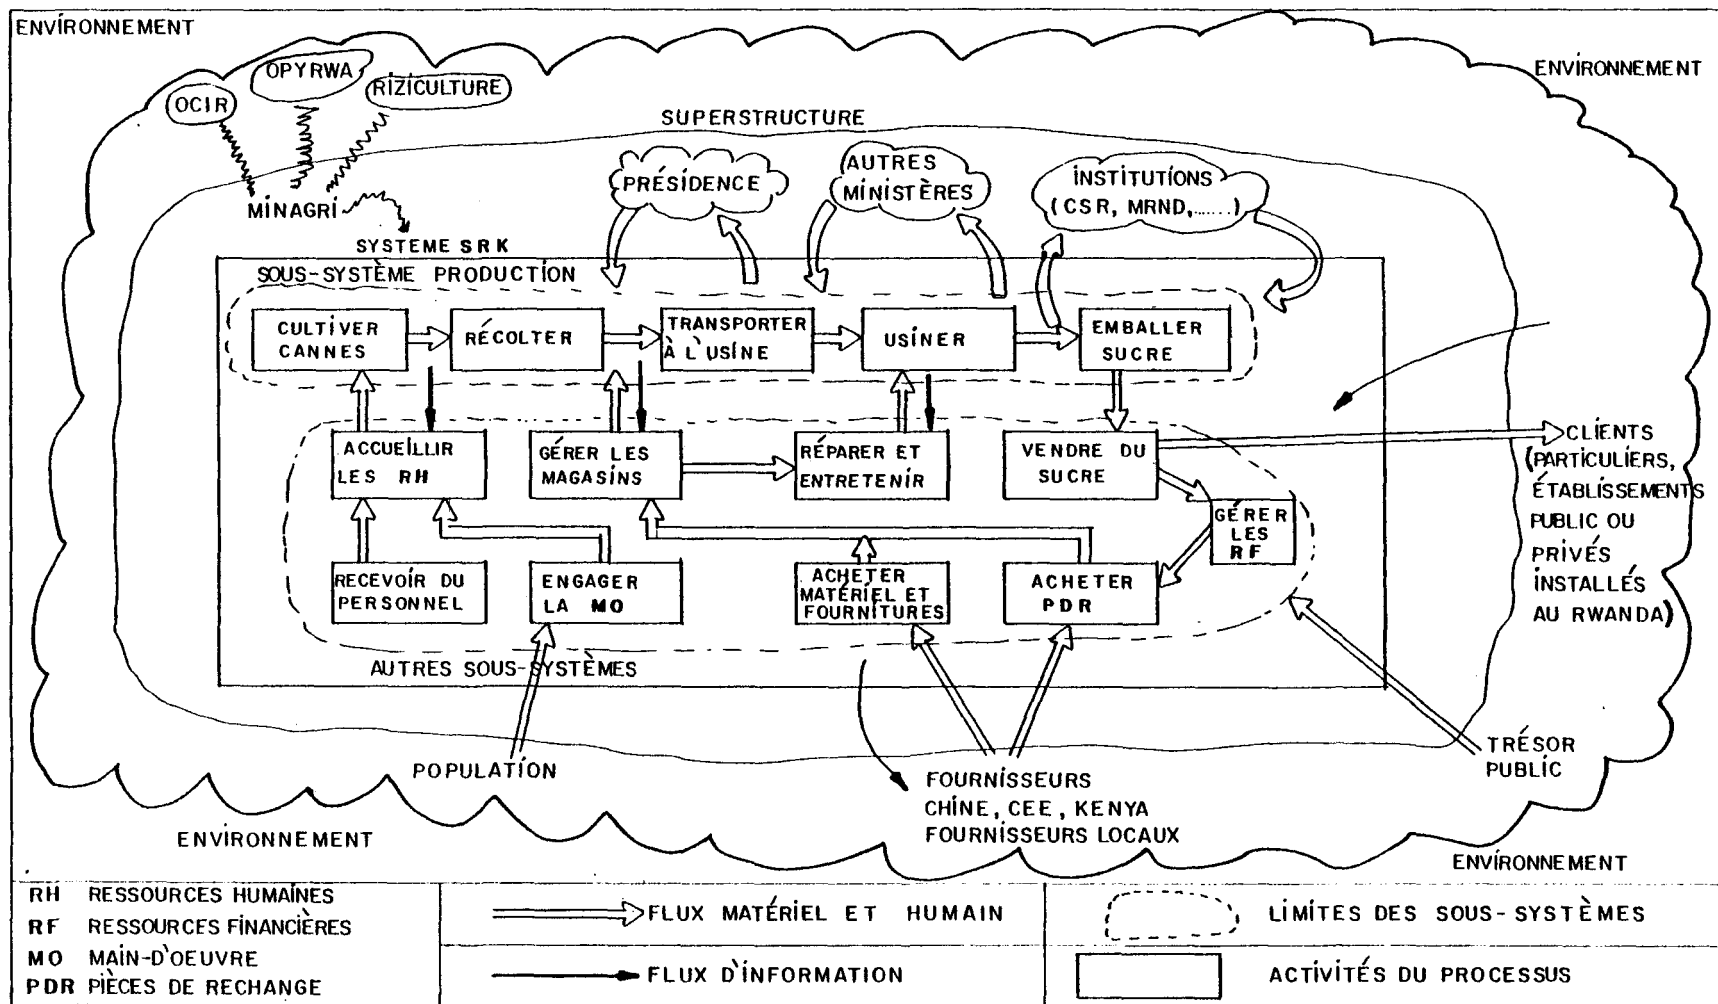 ENVIRONNEMENT
OPYRWA
OCIR
RIZICULTURE
ENVIRONNEMENT
SUPERSTRUCTURE
MINAGRI
PRÉSIDENCE
AUTRES
MINISTÈRES
INSTITUTIONS
(CSR, MRND,......)
SYSTEME SRK
SOUS-SYSTÈME PRODUCTION
CULTIVER
CANNES
RÉCOLTER
TRANSPORTER
À L'USINE
USINER
EMBALLER
SUCRE
ACCUEILLIR
LES RH
GÉRER LES
MAGASINS
RÉPARER ET
ENTRETENIR
VENDRE DU
SUCRE
GÉRER
LES
RF
CLIENTS
(PARTICULIERS,
ÉTABLISSEMENTS
PUBLIC OU
PRIVÉS
INSTALLÉS
AU RWANDA)
RECEVOIR DU
PERSONNEL
ENGAGER
LA MO
ACHETER
MATÉRIEL ET
FOURNITURES
ACHETER
PDR
AUTRES SOUS-SYSTÈMES
POPULATION
FOURNISSEURS
CHINE, CEE, KENYA
FOURNISSEURS LOCAUX
TRÉSOR
PUBLIC
ENVIRONNEMENT
ENVIRONNEMENT
RH RESSOURCES HUMAINES
RF RESSOURCES FINANCIÈRES
MO MAIN-D'OEUVRE
PDR PIÈCES DE RECHANGE
FLUX MATÉRIEL ET HUMAIN
FLUX D'INFORMATION
LIMITES DES SOUS-SYSTÈMES
ACTIVITÉS DU PROCESSUS